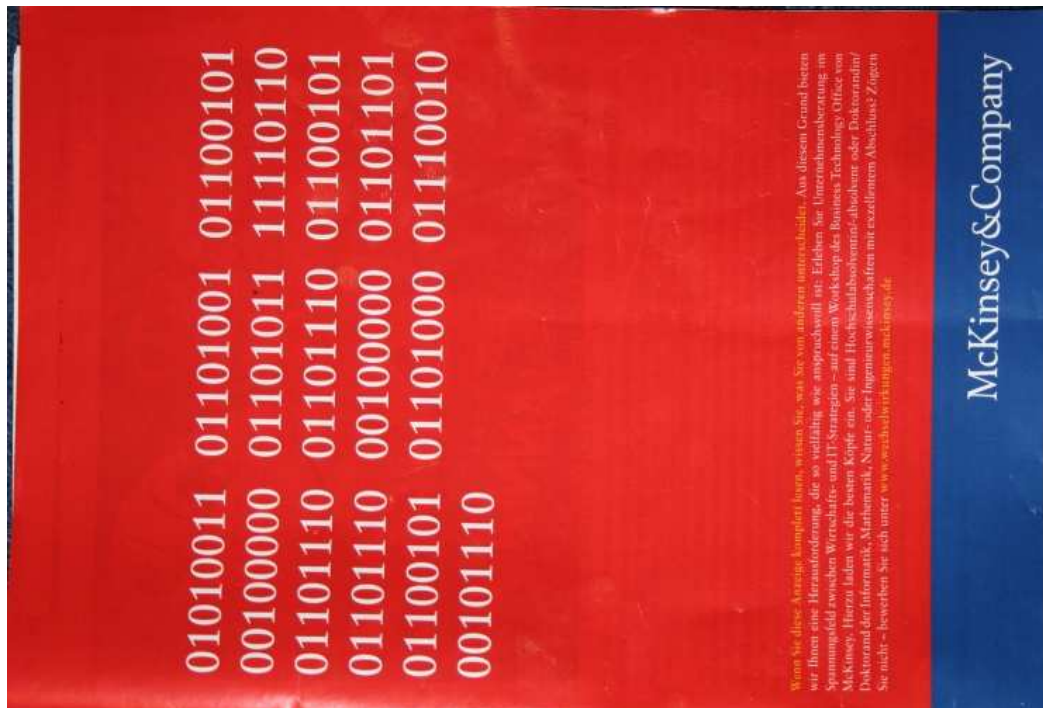 01010011 01101001 01100101
00100000 01101011 11110110
01101110 01101110 01100101
01101110 00100000 01101101
01100101 01101000 01110010
00101110
Wenn Sie diese Anzeige komplett lesen, wissen Sie, was Sie von anderen unterscheidet. Aus diesem Grund bieten
wir Ihnen eine Herausforderung, die so vielfältig wie anspruchsvoll ist: Erleben Sie Unternehmensberatung im
Spannungsfeld zwischen Wirtschafts- und IT-Strategien – auf einem Workshop des Business Technology Office von
McKinsey. Hierzu laden wir die besten Köpfe ein. Sie sind Hochschulabsolventin/-absolvent oder Doktorandin/
Doktorand der Informatik, Mathematik, Natur- oder Ingenieurwissenschaften mit exzellentem Abschluss? Zögern
Sie nicht – bewerben Sie sich unter www.wechselwirkungen.mckinsey.de
McKinsey&Company